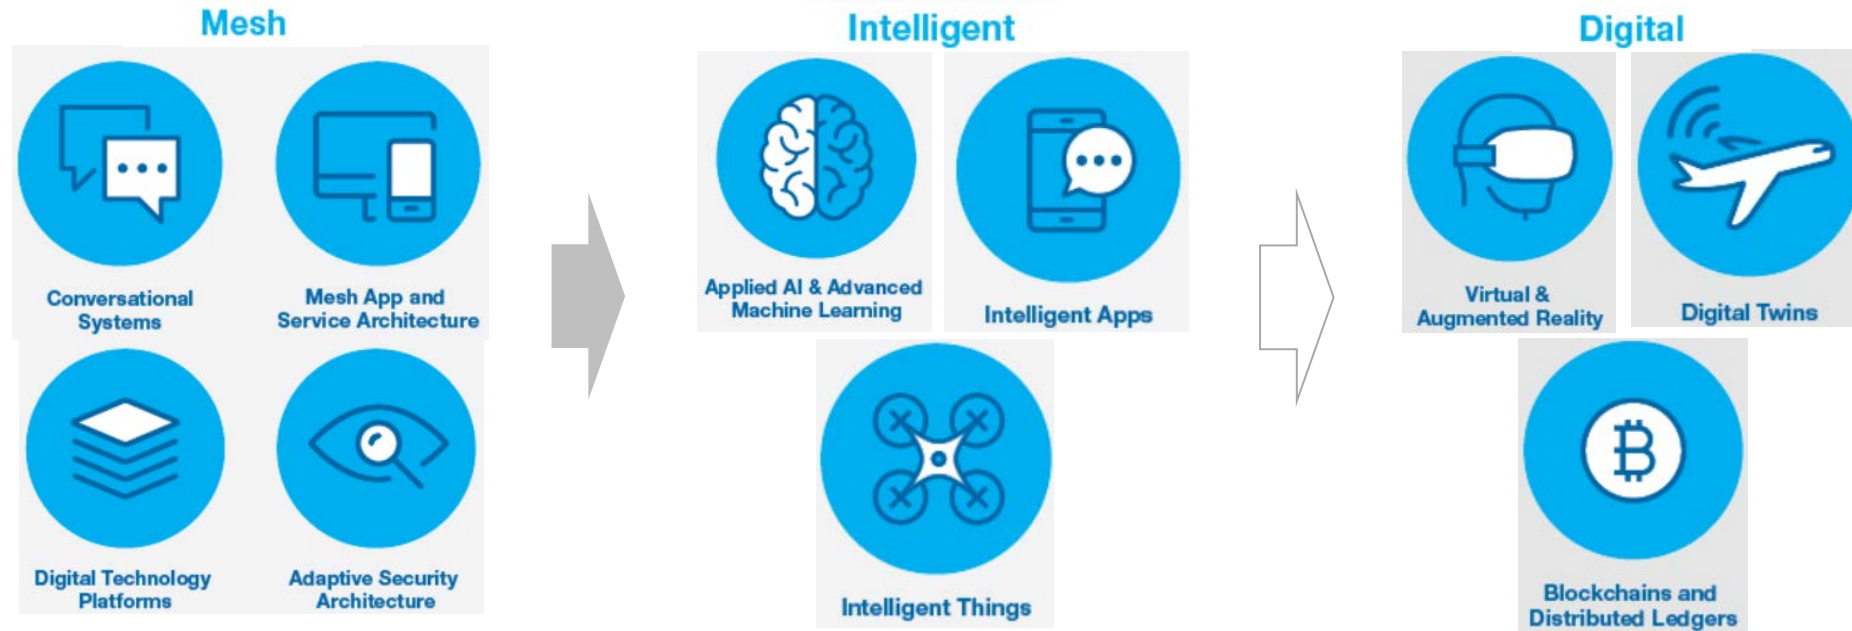 Mesh
Conversational
Systems
Mesh App and
Service Architecture
Digital Technology
Platforms
Adaptive Security
Architecture
Intelligent
Applied AI & Advanced
Machine Learning
Intelligent Apps
Intelligent Things
Digital
Virtual &
Augmented Reality
Digital Twins
Blockchains and
Distributed Ledgers